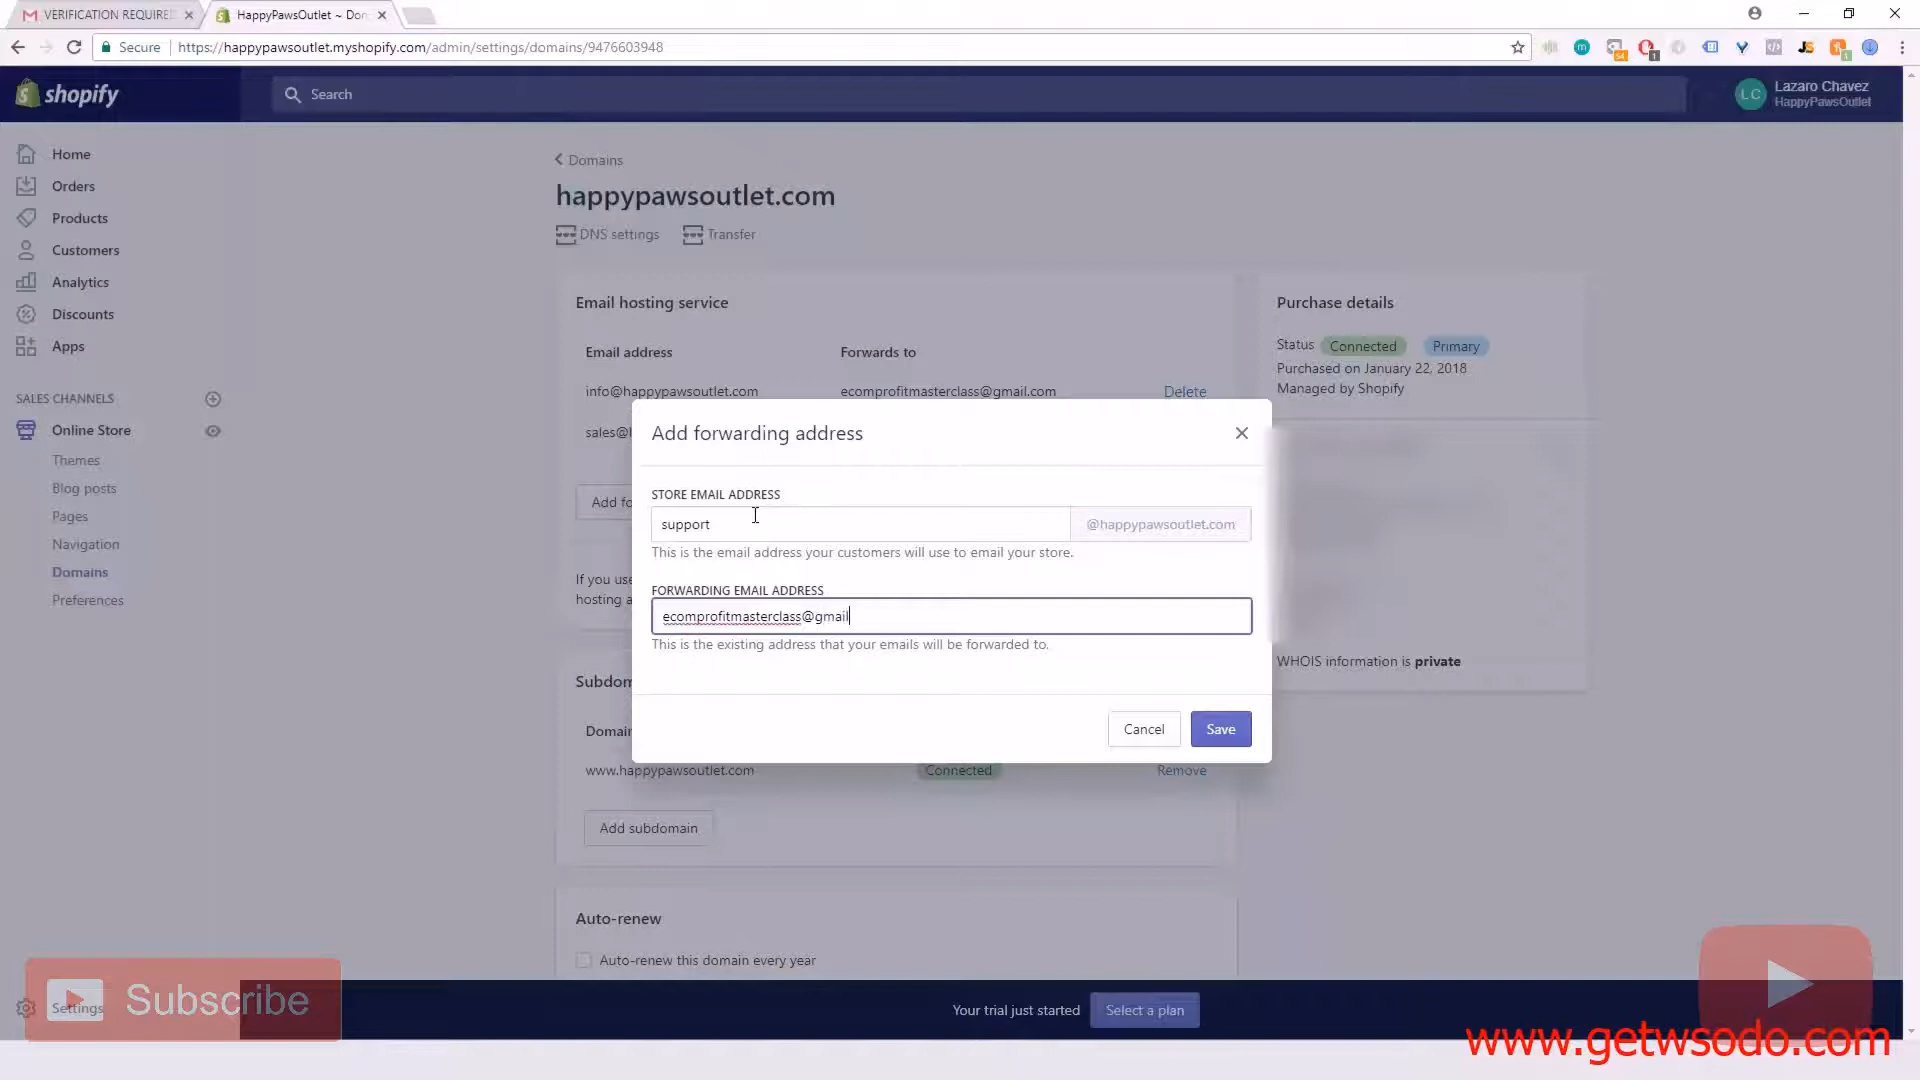 VERIFICATION REQUIRE
HappyPawsOutlet ~ Do
Secure
https://happypawsoutlet.myshopify.com/admin/settings/domains/9476603948
shopify
Search
LC
Lazaro Chavez
HappyPawsOutlet
Home
Orders
Products
Customers
Analytics
Discounts
Apps
SALES CHANNELS
Online Store
Themes
Blog posts
Pages
Navigation
Domains
Preferences
Settings
Domains
happypawsoutlet.com
DNS settings
Transfer
Email hosting service
Email address
Forwards to
info@happypawsoutlet.com
ecomprofitmasterclass@gmail.com
Delete
sales@
Add fo
If you use
hosting a
Add forwarding address
STORE EMAIL ADDRESS
support
@happypawsoutlet.com
This is the email address your customers will use to email your store.
FORWARDING EMAIL ADDRESS
ecomprofitmasterclass@gmail
This is the existing address that your emails will be forwarded to.
Cancel
Save
Subdom
Domain
www.happypawsoutlet.com
Connected
Remove
Add subdomain
Auto-renew
Auto-renew this domain every year
Purchase details
Status
Connected
Primary
Purchased on January 22, 2018
Managed by Shopify
WHOIS information is private
Your trial just started
Select a plan
Subscribe
www.getwsodo.com